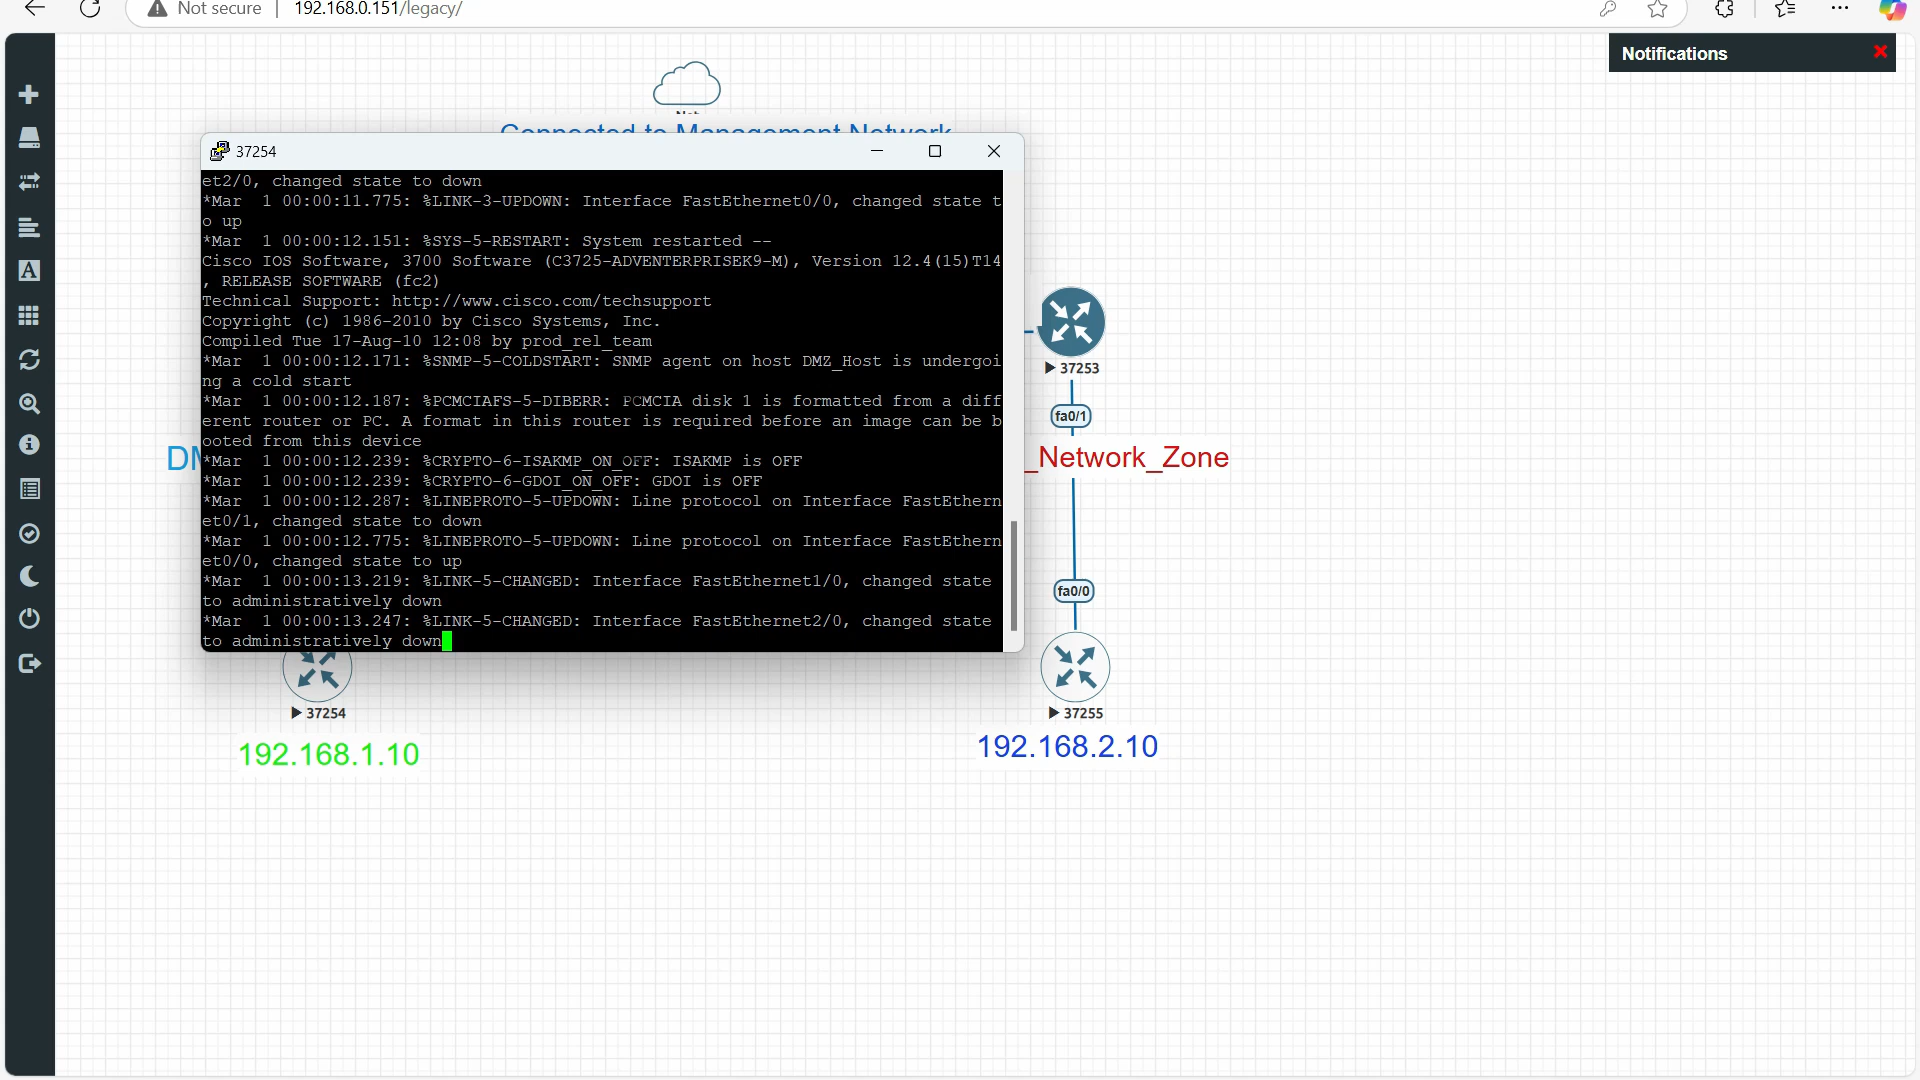 Not secure
192.168.0.151/legacy/
Notifications
Connected to Management Network
37254
et2/0, changed state to down
*Mar  1 00:00:11.775: %LINK-3-UPDOWN: Interface FastEthernet0/0, changed state t
o up
*Mar  1 00:00:12.151: %SYS-5-RESTART: System restarted --
Cisco IOS Software, 3700 Software (C3725-ADVENTERPRISEK9-M), Version 12.4(15)T14
, RELEASE SOFTWARE (fc2)
Technical Support: http://www.cisco.com/techsupport
Copyright (c) 1986-2010 by Cisco Systems, Inc.
Compiled Tue 17-Aug-10 12:08 by prod_rel_team
*Mar  1 00:00:12.171: %SNMP-5-COLDSTART: SNMP agent on host DMZ_Host is undergoi
ng a cold start
*Mar  1 00:00:12.187: %PCMCIAFS-5-DIBERR: PCMCIA disk 1 is formatted from a diff
erent router or PC. A format in this router is required before an image can be b
ooted from this device
*Mar  1 00:00:12.239: %CRYPTO-6-ISAKMP_ON_OFF: ISAKMP is OFF
*Mar  1 00:00:12.239: %CRYPTO-6-GDOI_ON_OFF: GDOI is OFF
*Mar  1 00:00:12.287: %LINEPROTO-5-UPDOWN: Line protocol on Interface FastEthern
et0/1, changed state to down
*Mar  1 00:00:12.775: %LINEPROTO-5-UPDOWN: Line protocol on Interface FastEthern
et0/0, changed state to up
*Mar  1 00:00:13.219: %LINK-5-CHANGED: Interface FastEthernet1/0, changed state
to administratively down
*Mar  1 00:00:13.247: %LINK-5-CHANGED: Interface FastEthernet2/0, changed state
to administratively down
37253
fa0/1
DM
_Network_Zone
fa0/0
37254
37255
192.168.1.10
192.168.2.10